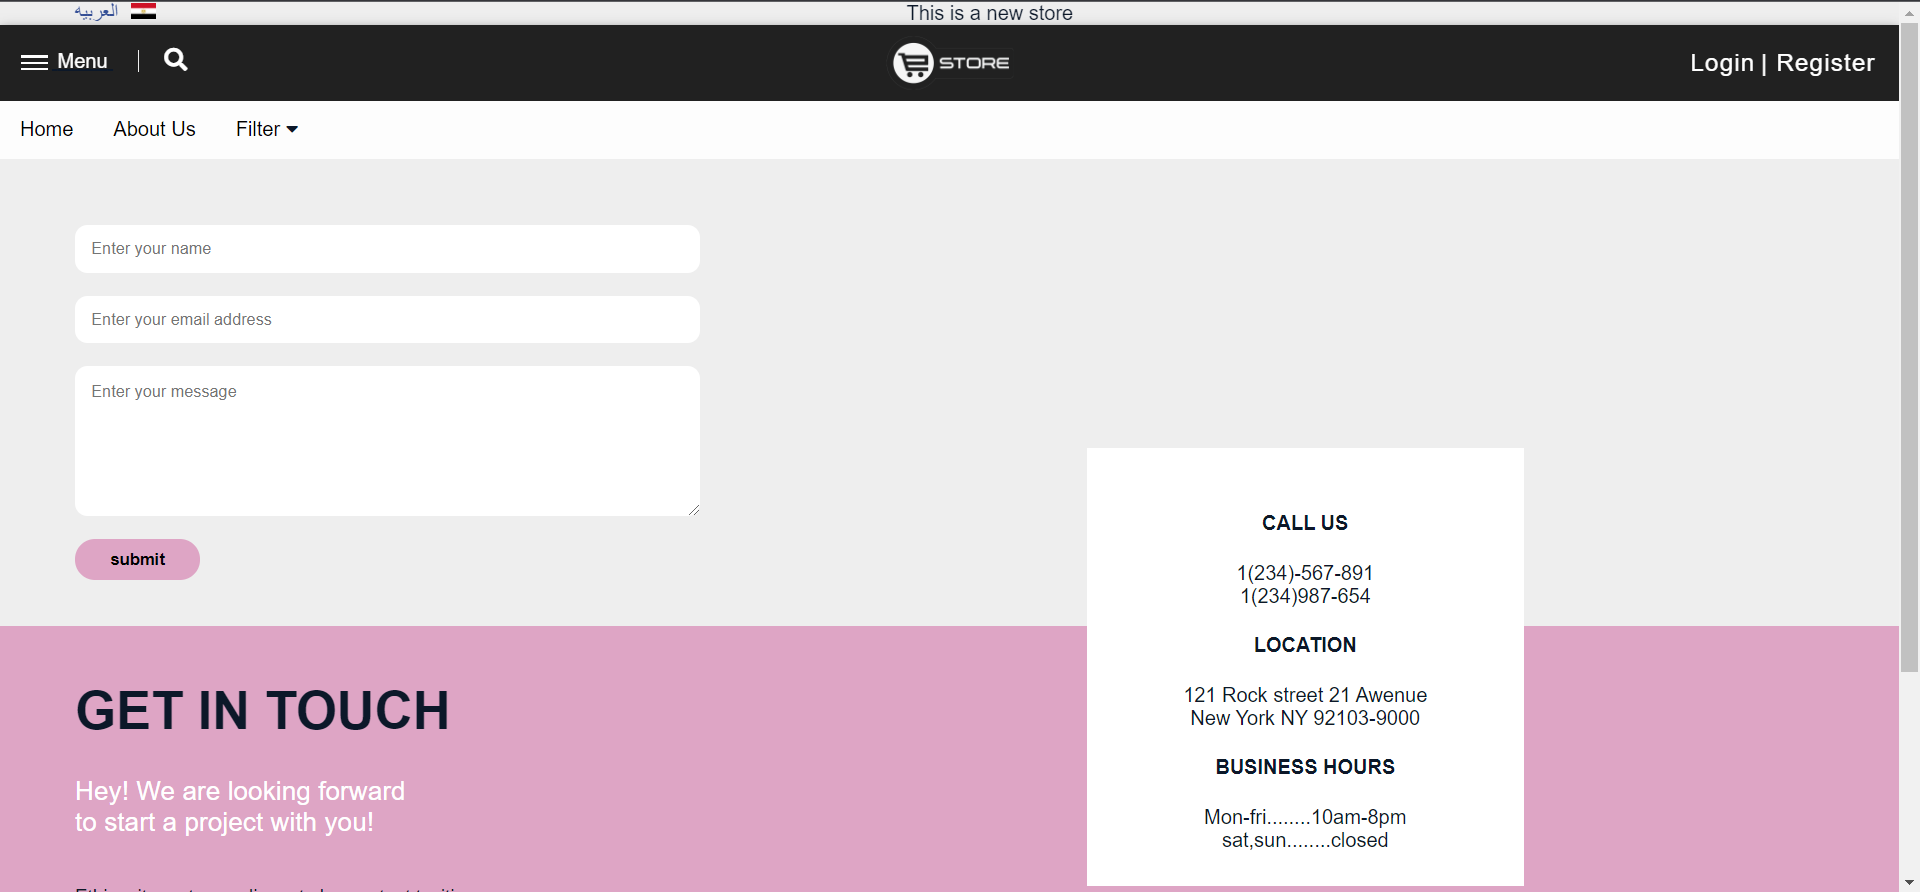 العربيه
This is a new store
Menu
STORE
Login | Register
Home
About Us
Filter
Enter your name
Enter your email address
Enter your message
submit
CALL US
1(234)-567-891
1(234)987-654
LOCATION
121 Rock street 21 Awenue
New York NY 92103-9000
BUSINESS HOURS
Mon-fri........10am-8pm
sat,sun........closed
GET IN TOUCH
Hey! We are looking forward
to start a project with you!